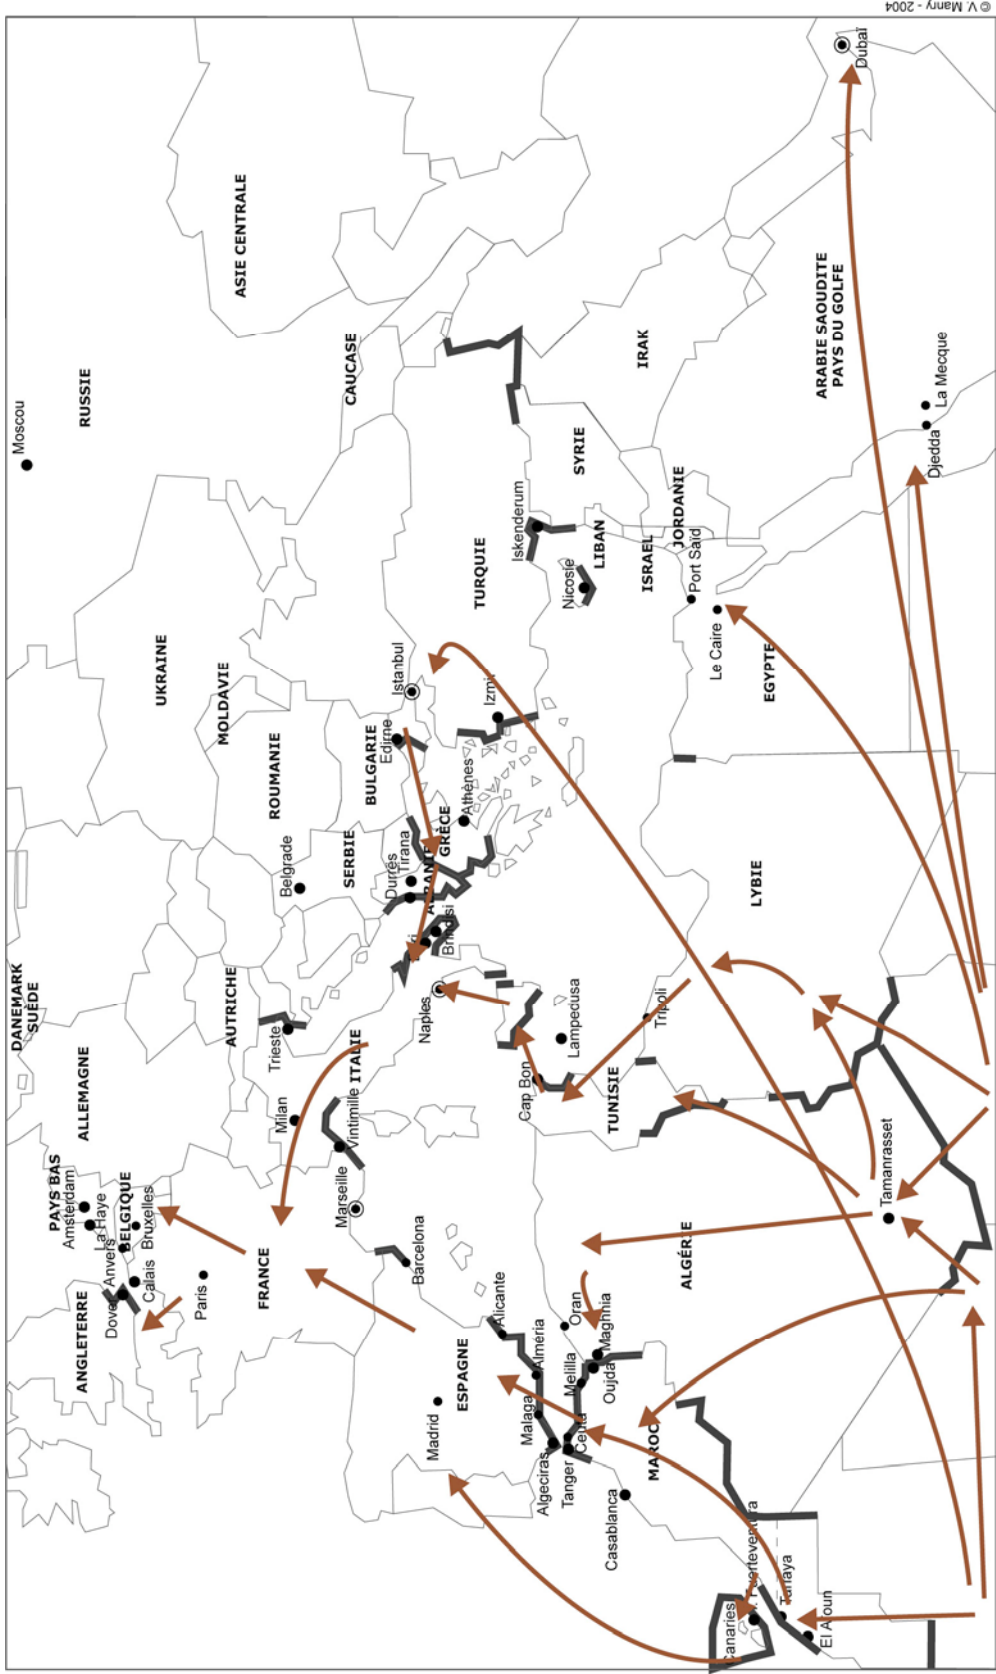 DANEMARK
SUÈDE
Moscou
PAYS BAS
Amsterdam
La Haye
ANGLETERRE
ALLEMAGNE
RUSSIE
Anvers
BELGIQUE
Dover
Calais
Bruxelles
UKRAINE
Paris
MOLDAVIE
AUTRICHE
ASIE CENTRALE
FRANCE
Milan
Trieste
ROUMANIE
Belgrade
Marseille
Vintimille
ITALIE
SERBIE
BULGARIE
CAUCASE
Edirne
Istanbul
Durrës
Tirana
Barcelona
Naples
ALBANIE
Brindisi
GRÈCE
Madrid
ESPAGNE
Athènes
TURQUIE
Izmir
Alicante
Iskenderum
Malaga
Alméria
Cap Bon
Algeciras
Tanger
Ceuta
Melilla
Oran
Lampedusa
Nicosie
SYRIE
LIBAN
Maghnia
Oujda
Casablanca
TUNISIE
MAROC
Tripoli
ISRAEL
IRAK
JORDANIE
Port Saïd
ALGÉRIE
Le Caire
Canaries
Fuerteventura
LYBIE
EGYPTE
Tarfaya
El Aïoun
ARABIE SAOUDITE
PAYS DU GOLFE
Dubaï
Tamanrasset
Djedda
La Mecque
© V. Manry - 2004